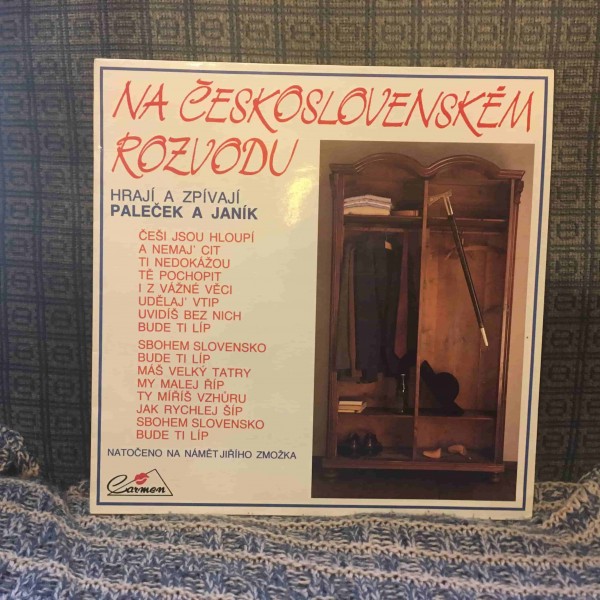 NA ČESKOSLOVENSKÉM
ROZVODU
HRAJÍ A ZPÍVAJÍ
PALEČEK A JANÍK
ČEŠI JSOU HLOUPÍ
A NEMAJ' CIT
TI NEDOKÁŽOU
TĚ POCHOPIT
I Z VÁŽNÉ VĚCI
UDĚLAJ' VTIP
UVIDÍŠ BEZ NICH
BUDE TI LÍP
SBOHEM SLOVENSKO
BUDE TI LÍP
MÁŠ VELKÝ TATRY
MY MALEJ ŘÍP
TY MÍŘÍŠ VZHŮRU
JAK RYCHLEJ ŠÍP
SBOHEM SLOVENSKO
BUDE TI LÍP
NATOČENO NA NÁMĚT JIŘÍHO ZMOŽKA
Carmen